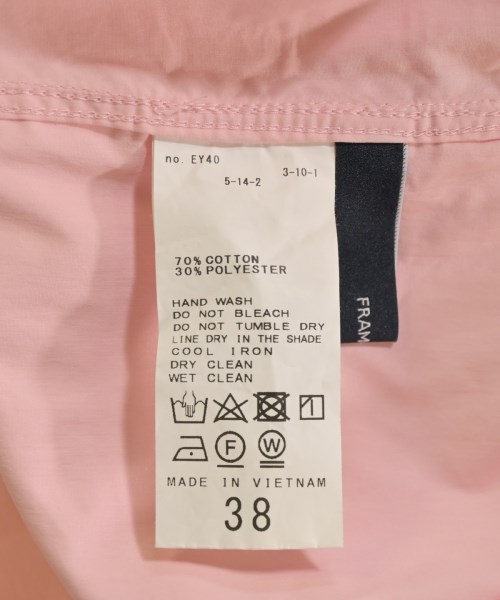 no. EY40
5-14-2 3-10-1
70% COTTON
30% POLYESTER
HAND WASH
DO NOT BLEACH
DO NOT TUMBLE DRY
LINE DRY IN THE SHADE
COOL IRON
DRY CLEAN
WET CLEAN
F W
MADE IN VIETNAM
38
FRAM